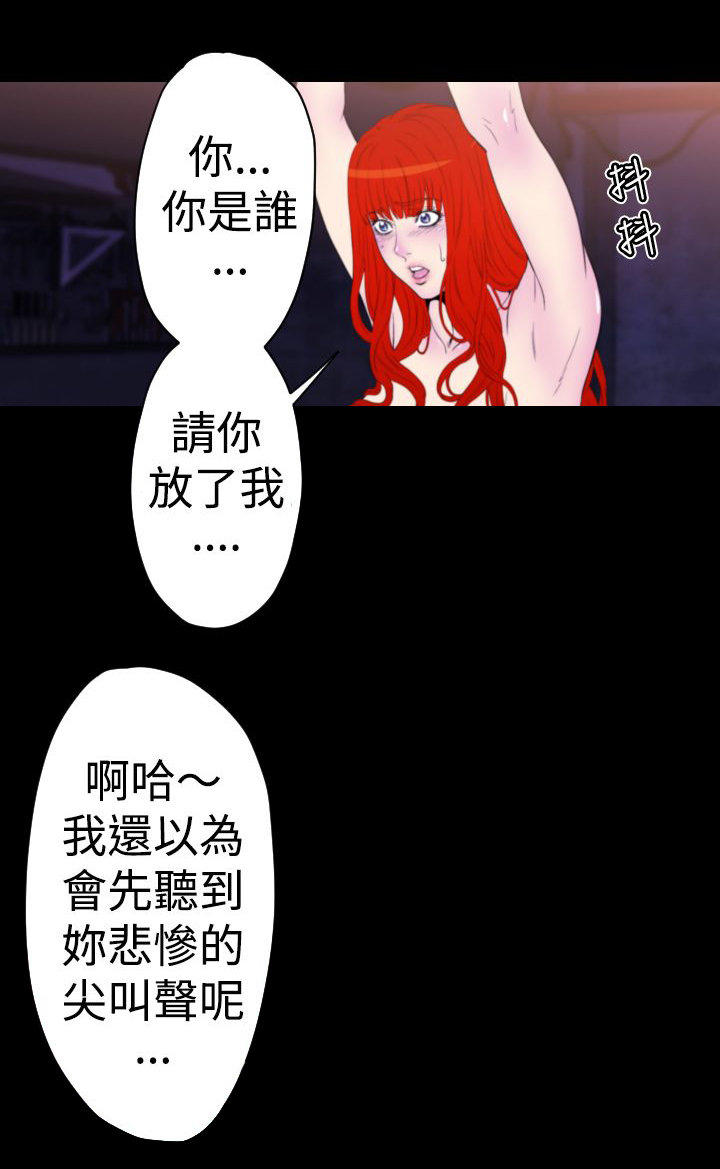 你…
你是誰
…
抖
抖
請你
放了我
....
啊哈～
我還以為
會先聽到
妳悲慘的
尖叫聲呢
…